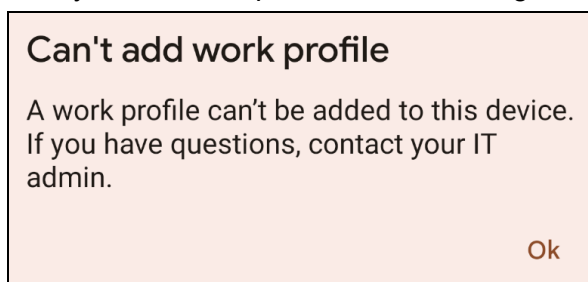 Can't add work profile
A work profile can’t be added to this device.
If you have questions, contact your IT
admin.
Ok